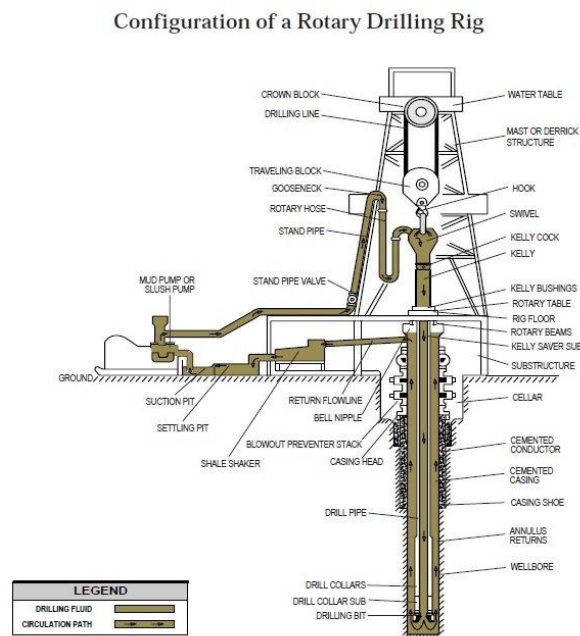 Configuration of a Rotary Drilling Rig
CROWN BLOCK
WATER TABLE
DRILLING LINE
MAST OR DERRICK
STRUCTURE
TRAVELING BLOCK
GOOSENECK
HOOK
ROTARY HOSE
SWIVEL
STAND PIPE
KELLY COCK
KELLY
STAND PIPE VALVE
MUD PUMP OR
SLUSH PUMP
KELLY BUSHINGS
ROTARY TABLE
RIG FLOOR
ROTARY BEAMS
KELLY SAVER SUB
SUBSTRUCTURE
GROUND
SUCTION PIT
RETURN FLOWLINE
CELLAR
SETTLING PIT
BELL NIPPLE
BLOWOUT PREVENTER STACK
SHALE SHAKER
CASING HEAD
CEMENTED
CONDUCTOR
CEMENTED
CASING
CASING SHOE
DRILL PIPE
ANNULUS
RETURNS
WELLBORE
DRILL COLLARS
DRILL COLLAR SUB
DRILLING BIT
LEGEND
DRILLING FLUID
CIRCULATION PATH